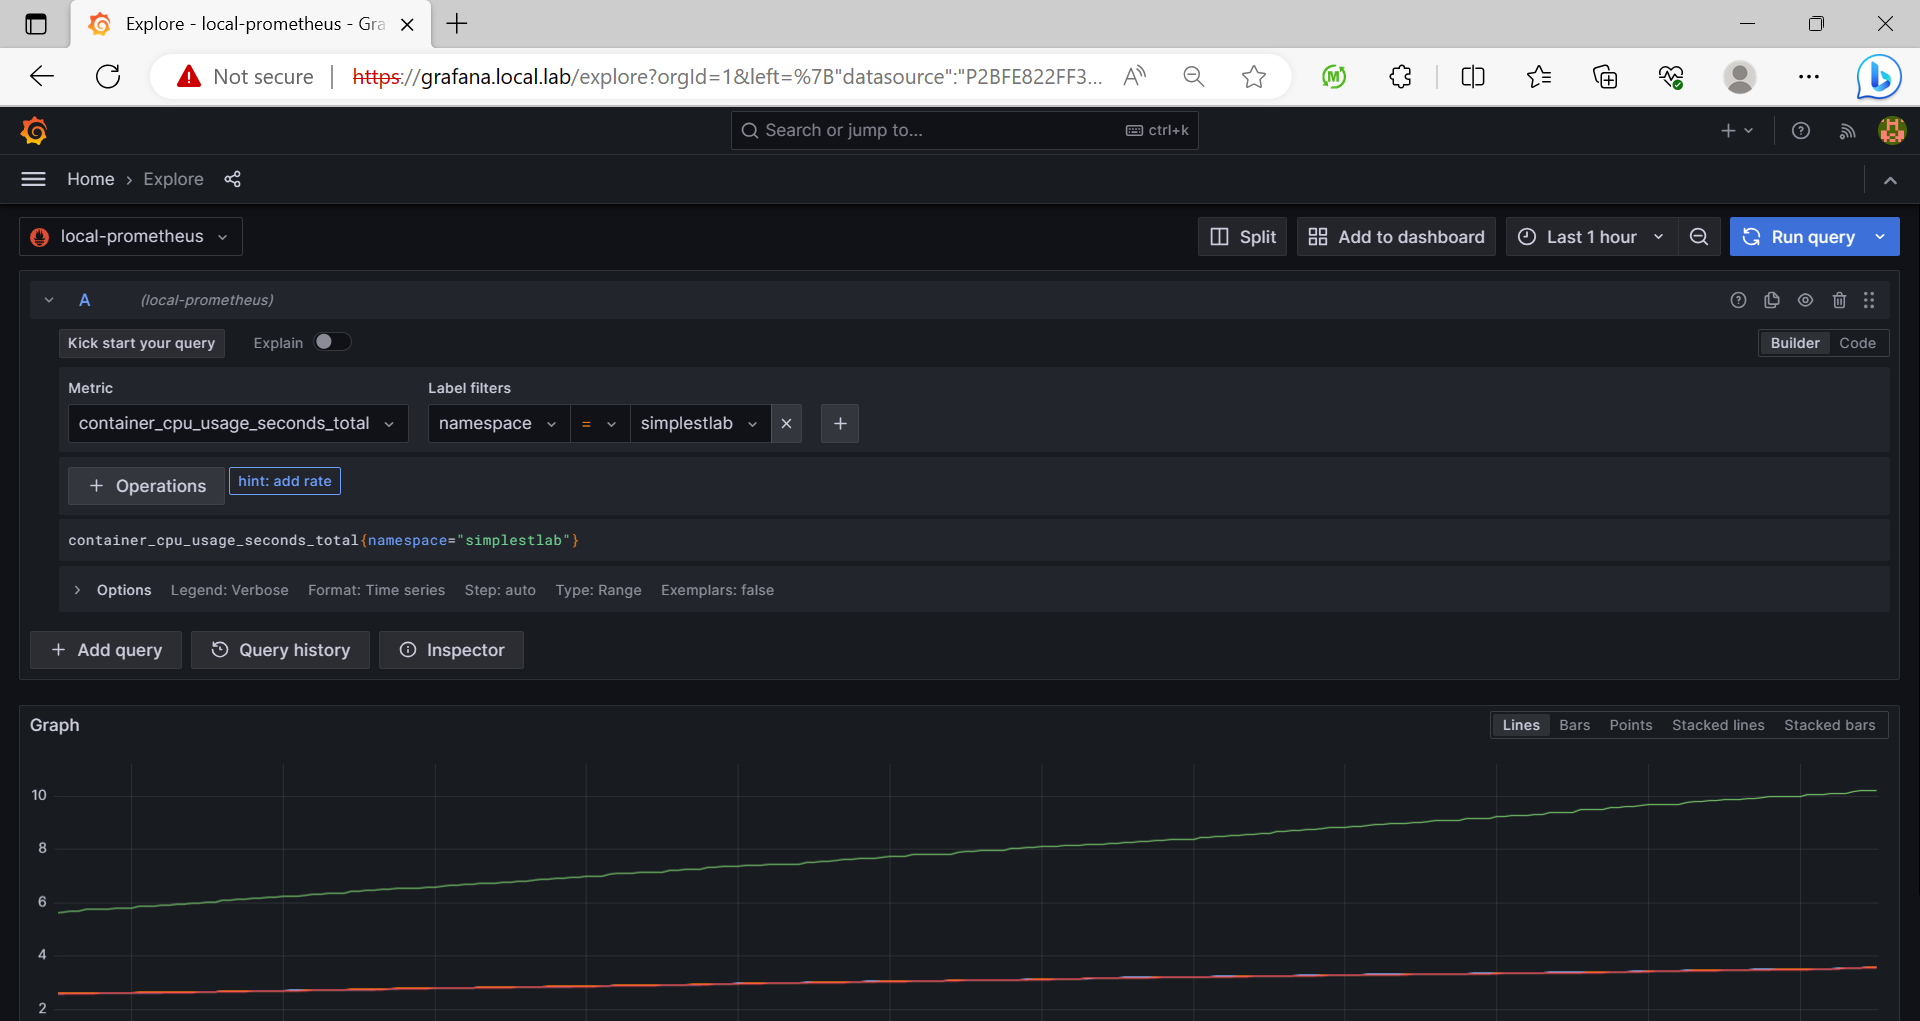 Explore - local-prometheus - Gra
Not secure https://grafana.local.lab/explore?orgId=1&left=%7B"datasource":"P2BFE822FF3...
Search or jump to... ctrl+k
Home › Explore
local-prometheus Split Add to dashboard Last 1 hour Run query
A (local-prometheus)
Kick start your query Explain Builder Code
Metric Label filters
container_cpu_usage_seconds_total namespace = simplestlab
+ Operations hint: add rate
container_cpu_usage_seconds_total{namespace="simplestlab"}
Options Legend: Verbose Format: Time series Step: auto Type: Range Exemplars: false
+ Add query Query history Inspector
Graph Lines Bars Points Stacked lines Stacked bars
10
8
6
4
2